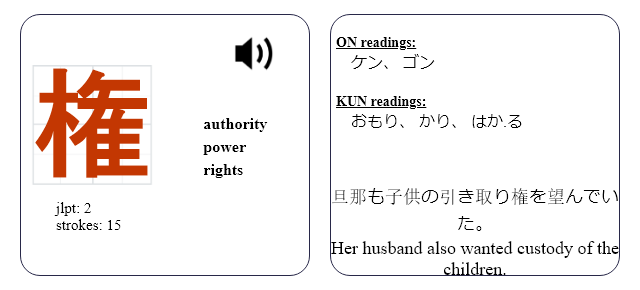 権
authority
power
rights
jlpt: 2
strokes: 15
ON readings:
ケン、 ゴン
KUN readings:
おもり、 かり、 はか.る
旦那も子供の引き取り権を望んでい
た。
Her husband also wanted custody of the
children.